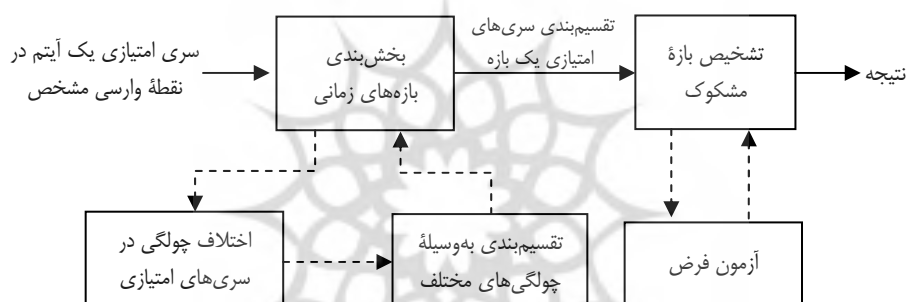 سری امتیازی یک آیتم در
نقطهٔ وارسی مشخص
بخش‌بندی
بازه‌های زمانی
تقسیم‌بندی سری‌های
امتیازی یک بازه
تشخیص بازهٔ
مشکوک
نتیجه
اختلاف چولگی در
سری‌های امتیازی
تقسیم‌بندی به‌وسیلهٔ
چولگی‌های مختلف
آزمون فرض